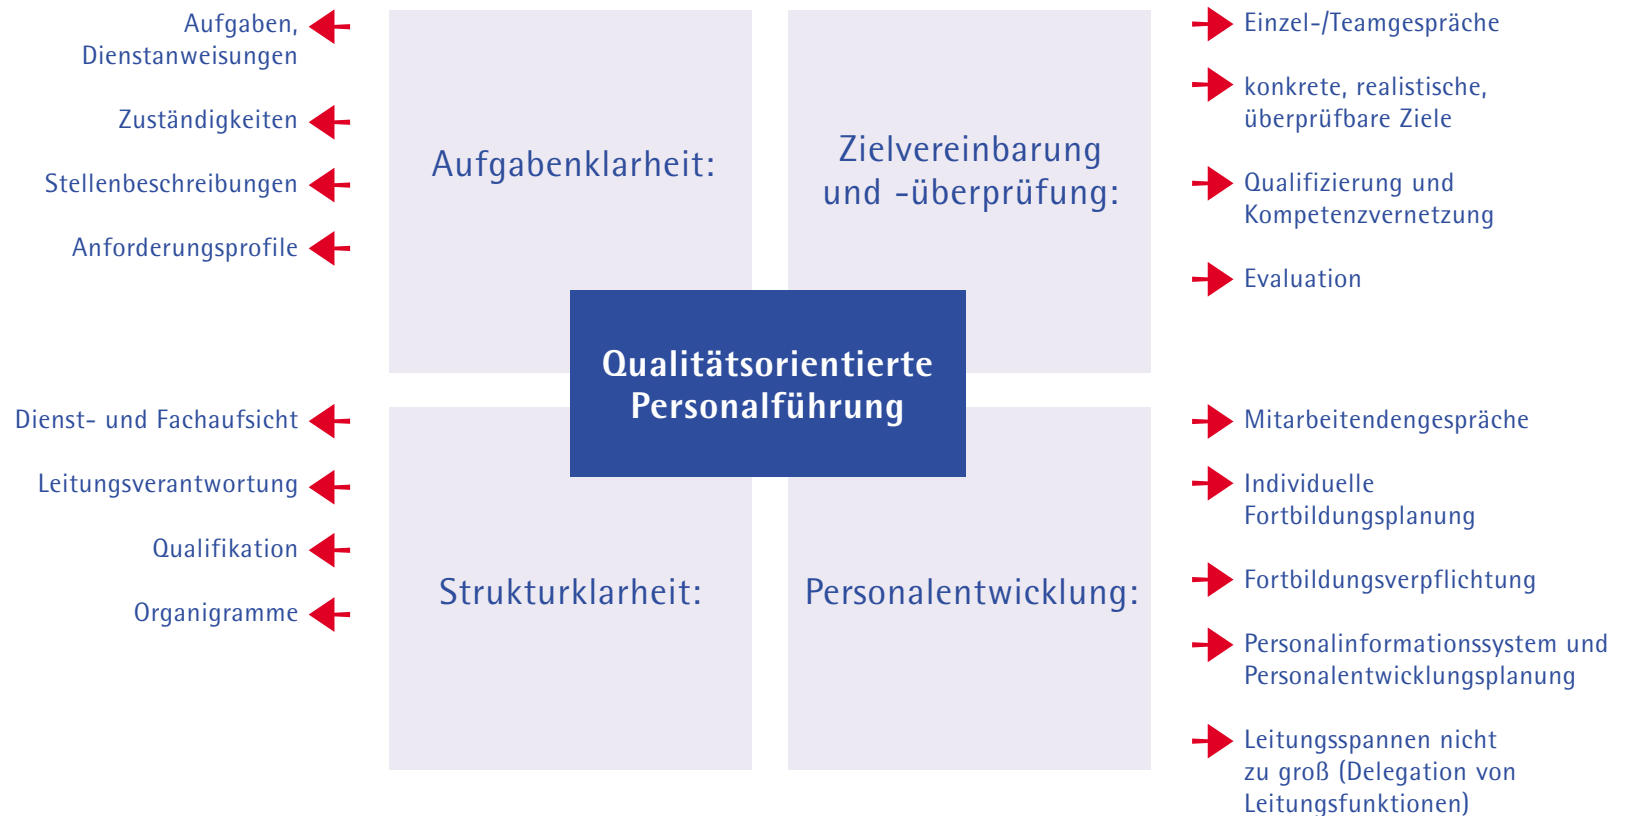 Aufgaben,
Dienstanweisungen
Zuständigkeiten
Stellenbeschreibungen
Anforderungsprofile
Aufgabenklarheit:
Zielvereinbarung
und -überprüfung:
Einzel-/Teamgespräche
konkrete, realistische,
überprüfbare Ziele
Qualifizierung und
Kompetenzvernetzung
Evaluation
Qualitätsorientierte
Personalführung
Dienst- und Fachaufsicht
Leitungsverantwortung
Qualifikation
Organigramme
Strukturklarheit:
Personalentwicklung:
Mitarbeitendengespräche
Individuelle
Fortbildungsplanung
Fortbildungsverpflichtung
Personalinformationssystem und
Personalentwicklungsplanung
Leitungsspannen nicht
zu groß (Delegation von
Leitungsfunktionen)